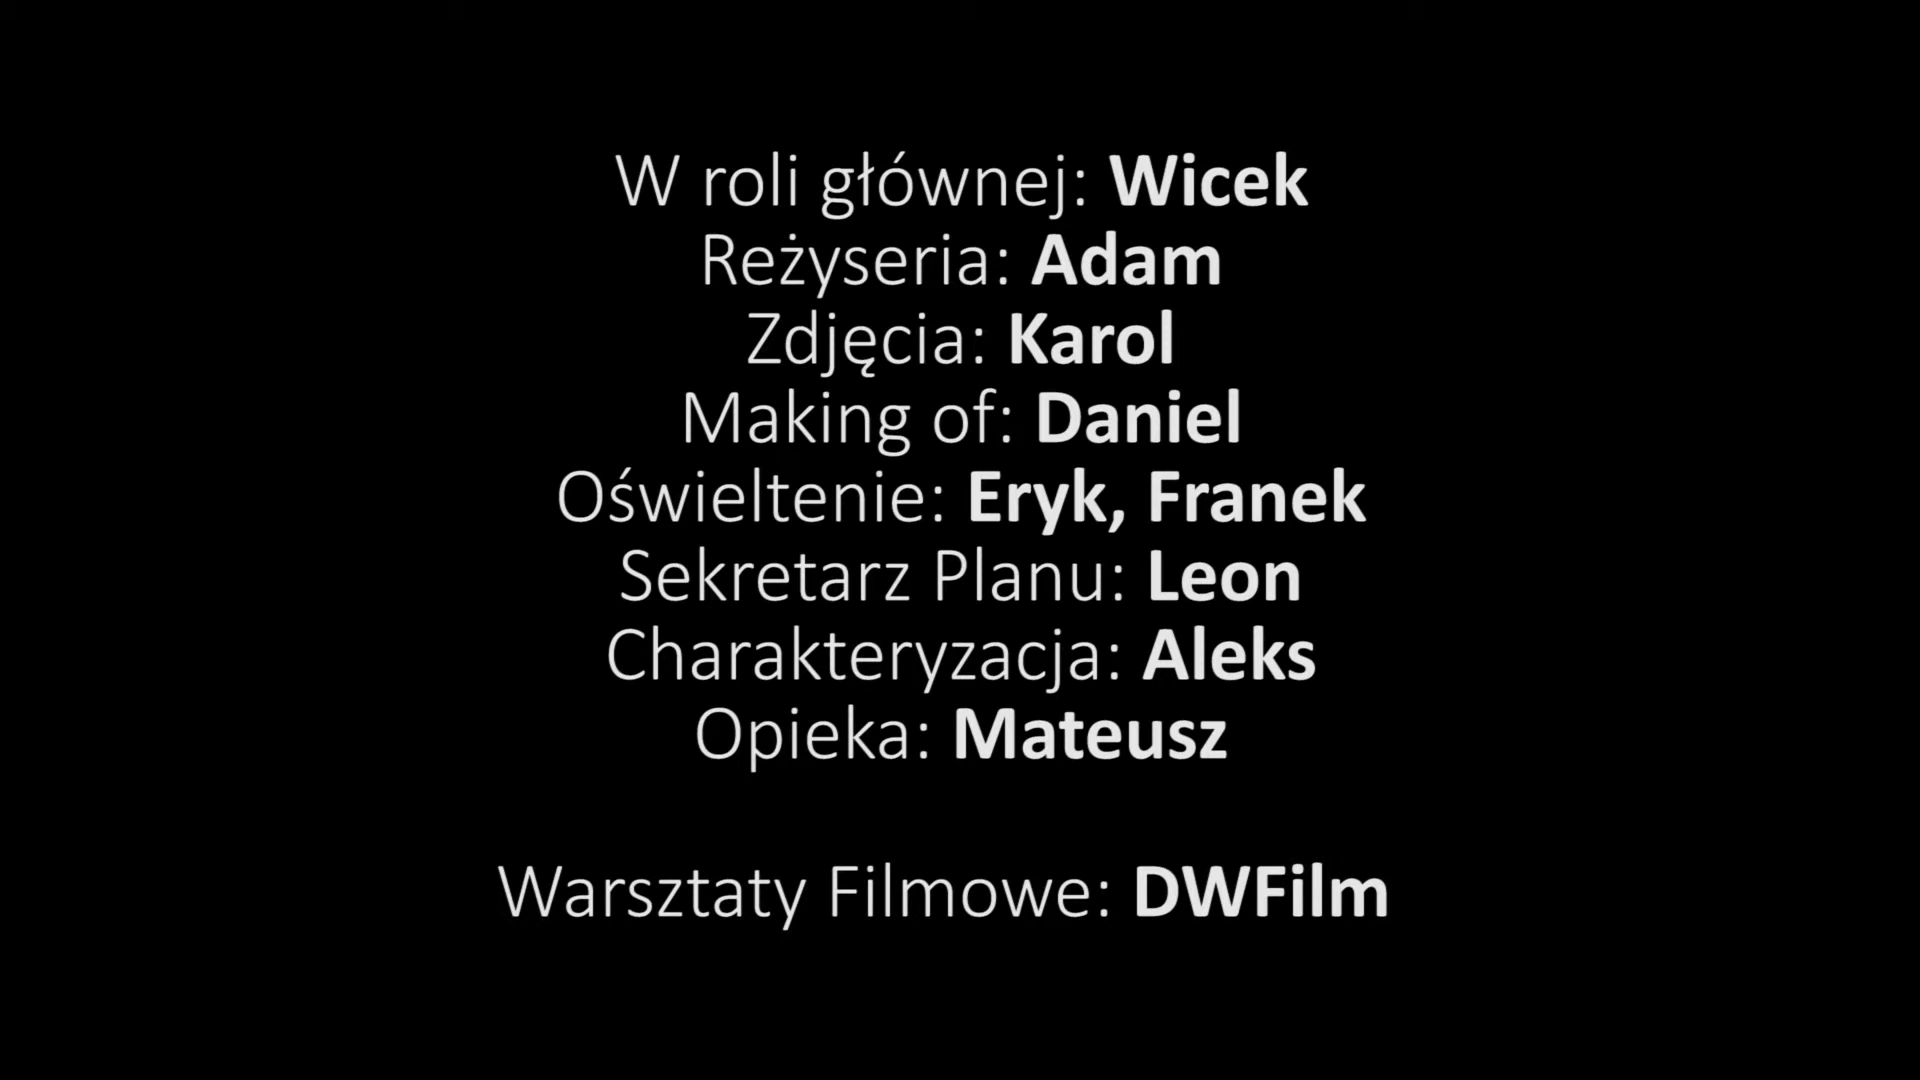 W roli głównej: Wicek
Reżyseria: Adam
Zdjęcia: Karol
Making of: Daniel
Oświeltenie: Eryk, Franek
Sekretarz Planu: Leon
Charakteryzacja: Aleks
Opieka: Mateusz
Warsztaty Filmowe: DWFilm